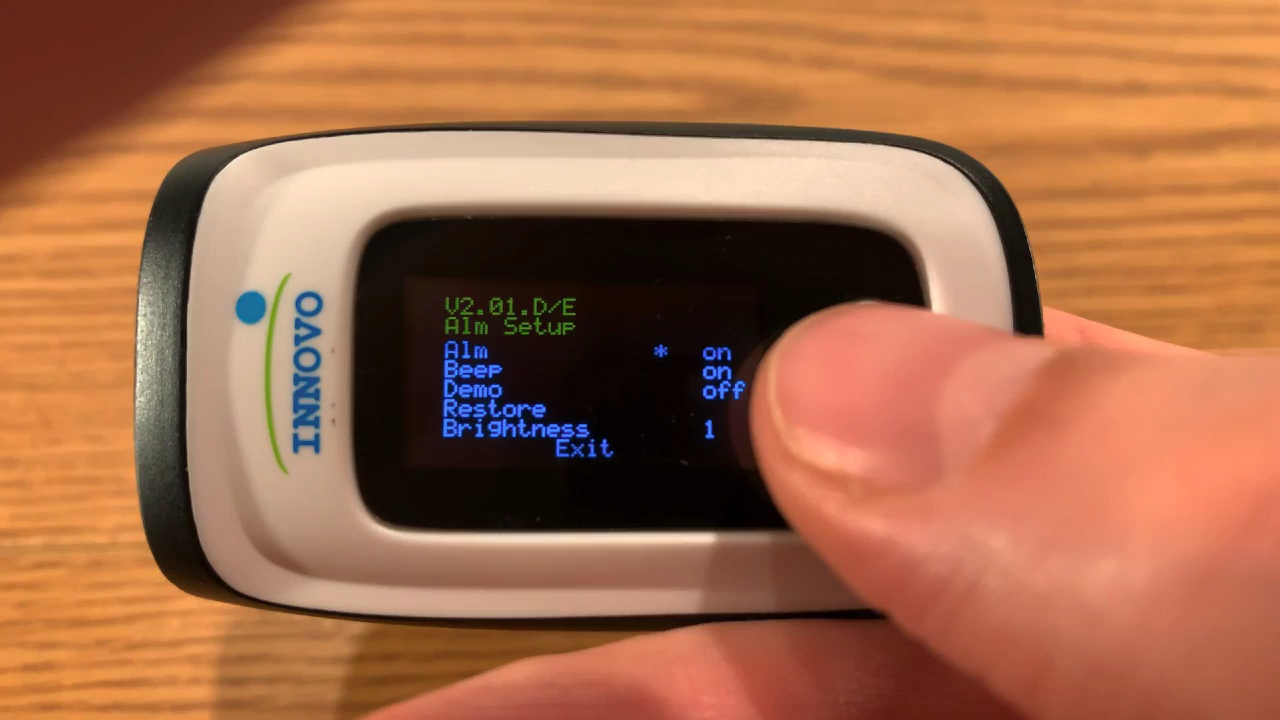 INNOVO
V2.01.D/E
Alm Setup
Alm * on
Beep on
Demo off
Restore
Brightness 1
Exit